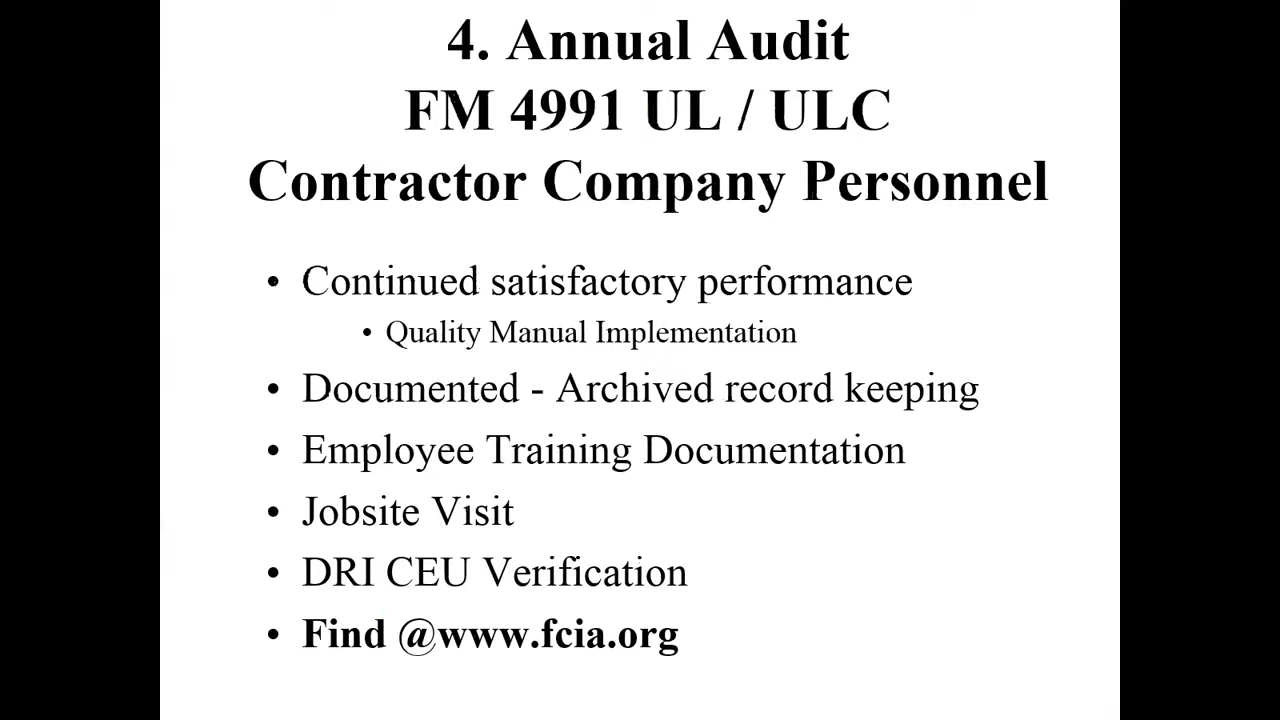 4. Annual Audit
FM 4991 UL / ULC
Contractor Company Personnel
• Continued satisfactory performance
• Quality Manual Implementation
• Documented - Archived record keeping
• Employee Training Documentation
• Jobsite Visit
• DRI CEU Verification
• Find @www.fcia.org